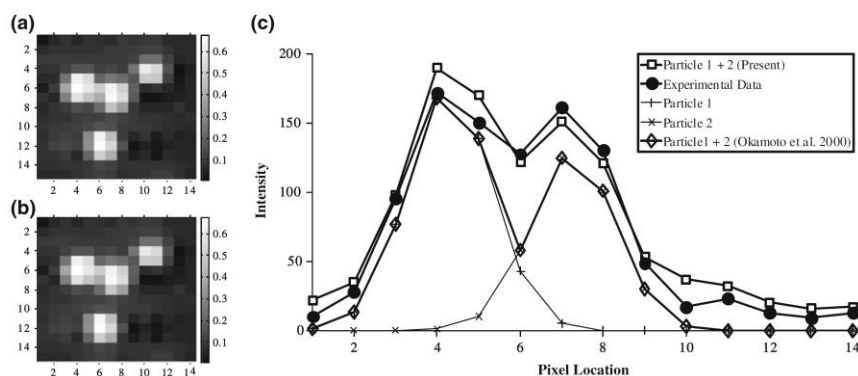 (a)
2
4
6
8
10
12
14
2 4 6 8 10 12 14
0.6
0.5
0.4
0.3
0.2
0.1
(b)
2
4
6
8
10
12
14
2 4 6 8 10 12 14
0.6
0.5
0.4
0.3
0.2
0.1
(c)
Intensity
200
150
100
50
0
2 4 6 8 10 12 14
Pixel Location
Particle 1 + 2 (Present)
Experimental Data
Particle 1
Particle 2
Particle1 + 2 (Okamoto et al. 2000)